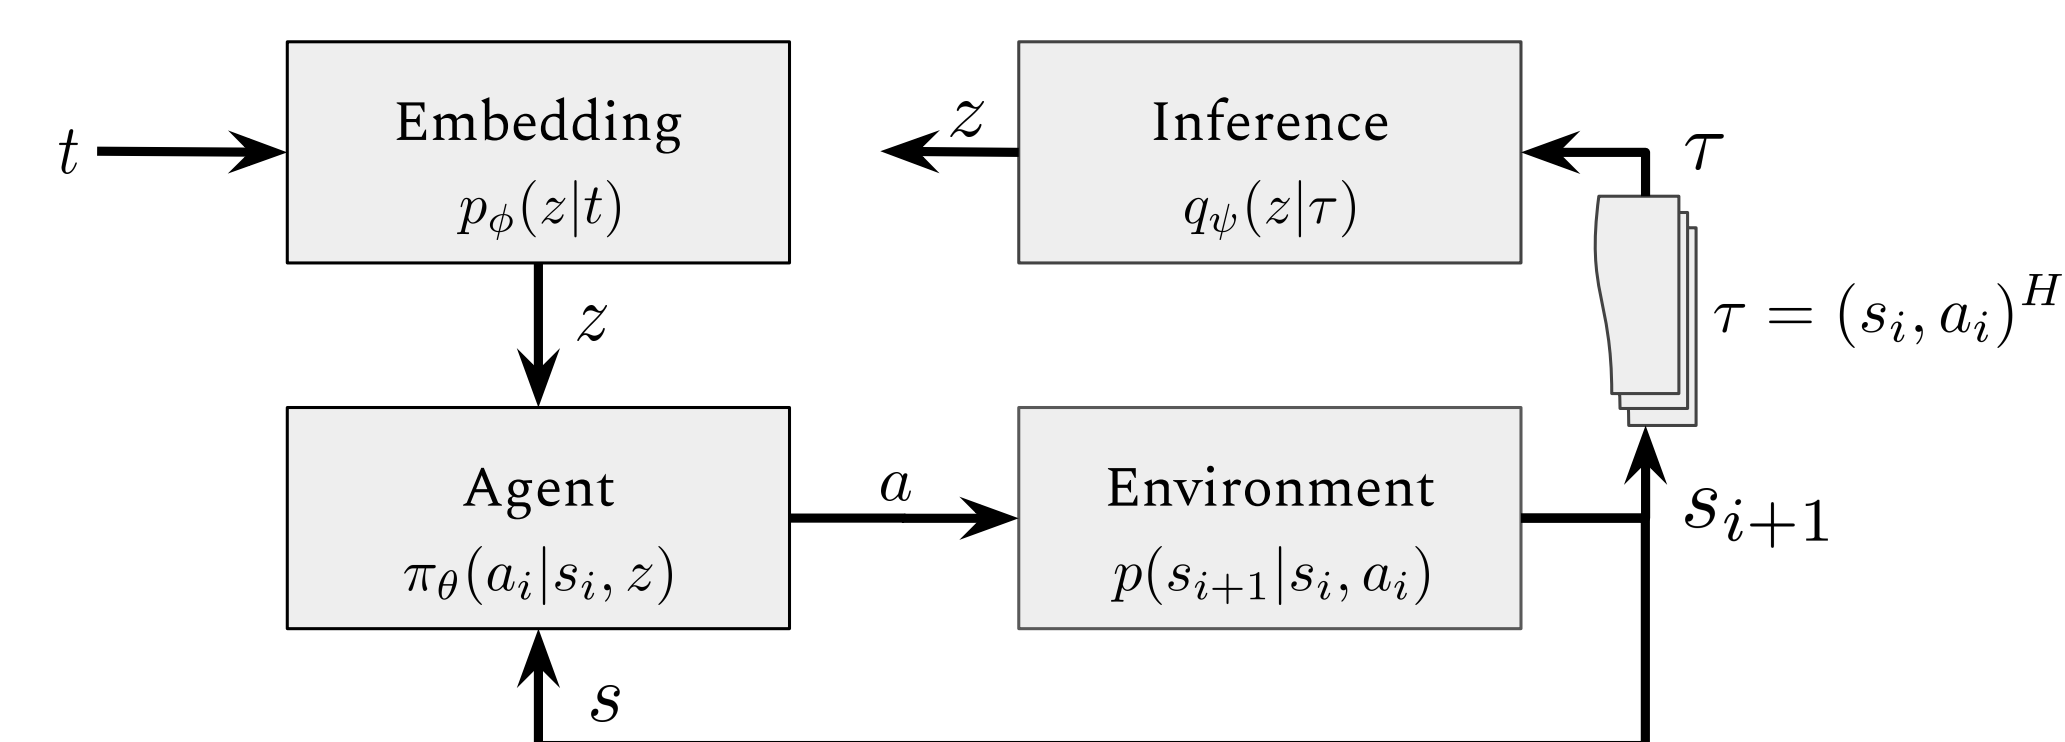 t
Embedding
p_ϕ(z|t)
z
Inference
q_ψ(z|τ)
τ
z
τ = (s_i, a_i)^H
Agent
π_θ(a_i|s_i, z)
a
Environment
p(s_{i+1}|s_i, a_i)
s_{i+1}
s